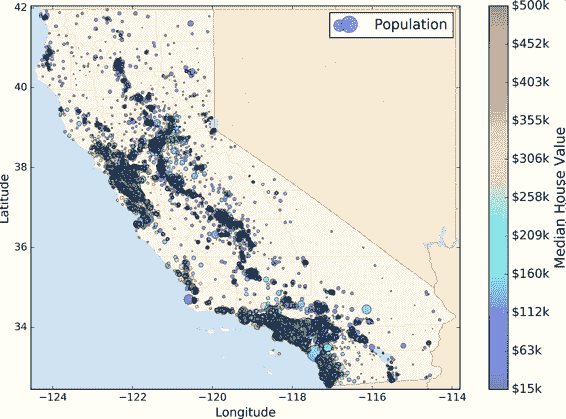 Population
42
40
38
36
34
Latitude
−124
−122
−120
−118
−116
−114
Longitude
$500k
$452k
$403k
$355k
$306k
$258k
$209k
$160k
$112k
$63k
$15k
Median House Value